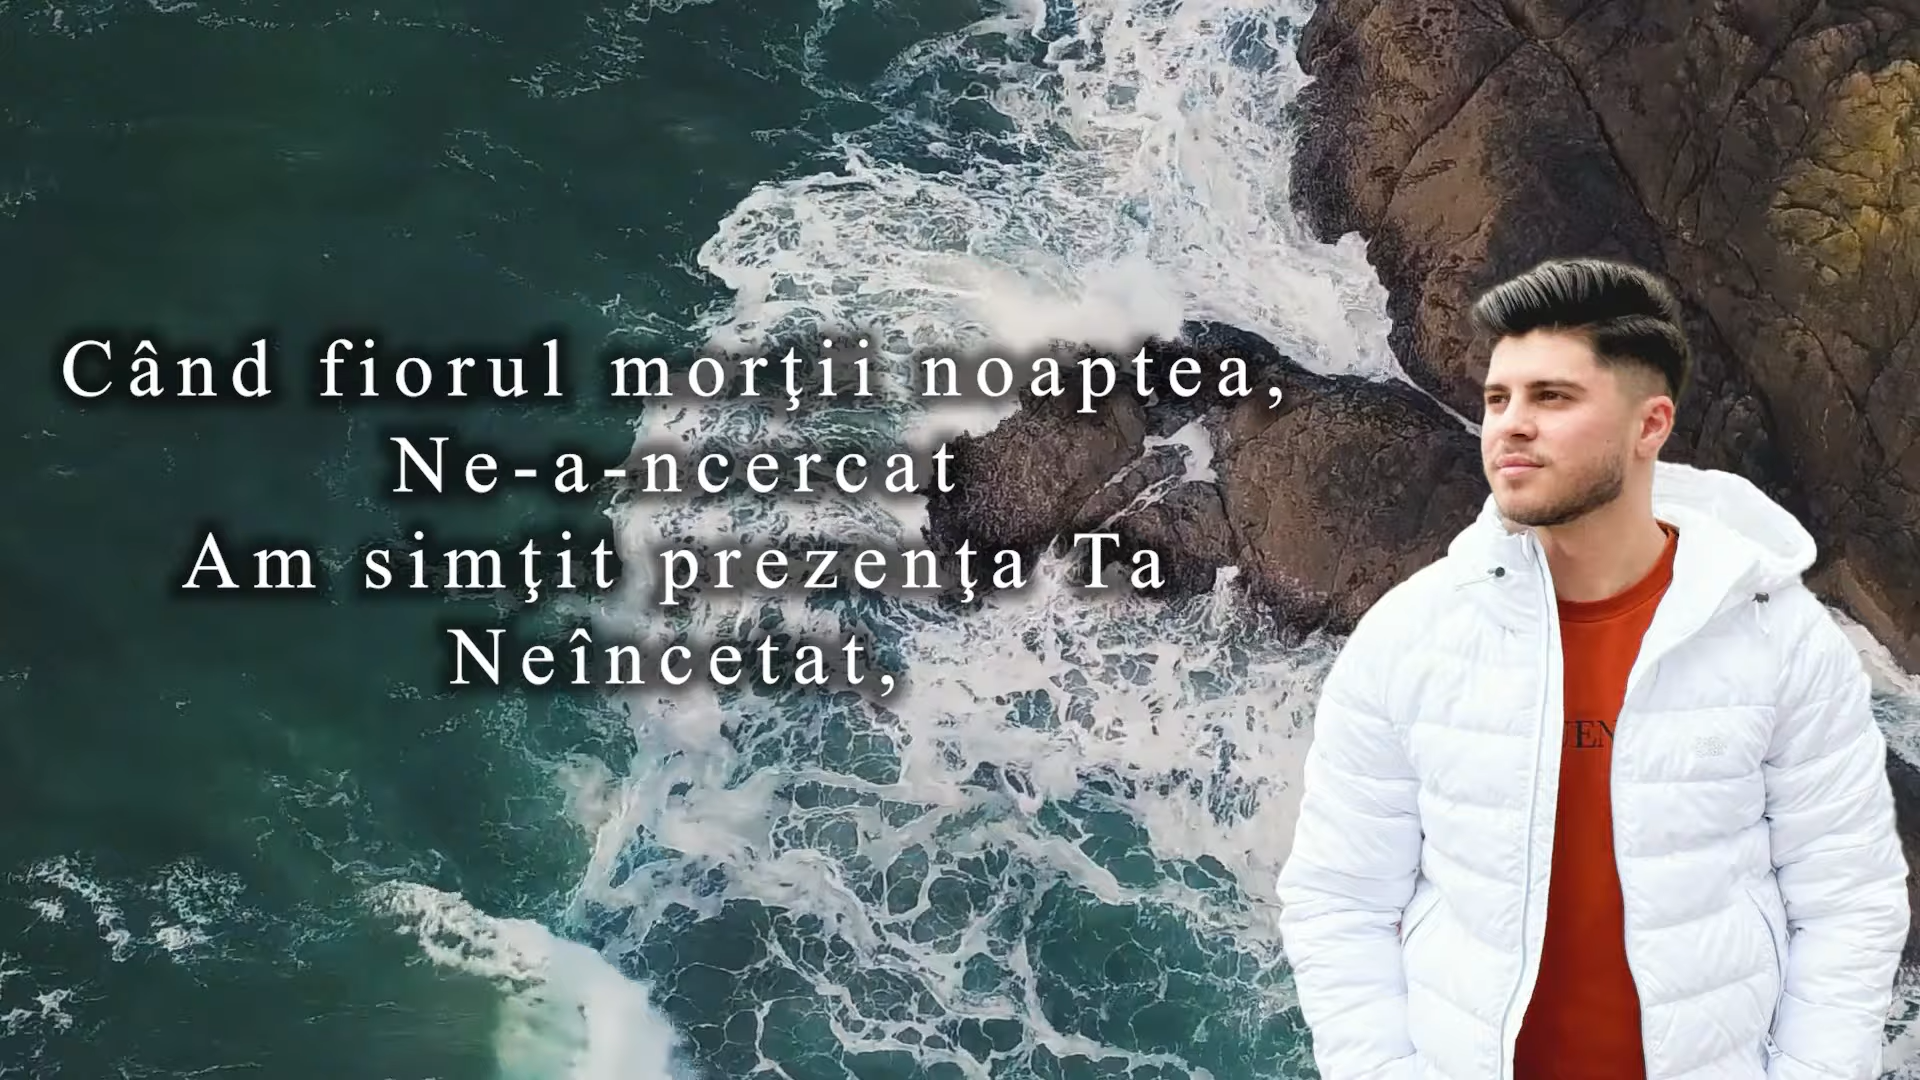 Când fiorul morţii noaptea,
Ne-a-ncercat
Am simţit prezenţa Ta
Neîncetat,